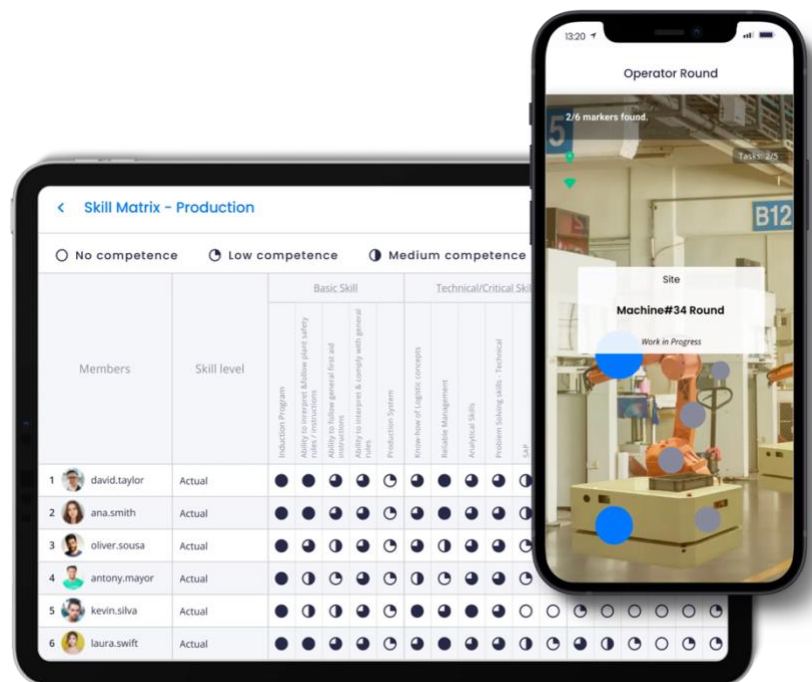 13:20
Operator Round
5
2/6 markers found.
Tasks: 2/5
B12
Site
Machine#34 Round
Work in Progress
< Skill Matrix - Production
No competence
Low competence
Medium competence
Basic Skill
Technical/Critical Skil
Members
Skill level
Induction Program
Ability to interpret &follow plant safety
rules / instructions
Ability to follow general first aid
instructions
Ability to interpret & comply with general
rules
Production System
Know-how of Logistic concepts
Reliable Management
Analytical Skills
Problem Solving skills - Technical
SAP
1 david.taylor Actual
2 ana.smith Actual
3 oliver.sousa Actual
4 antony.mayor Actual
5 kevin.silva Actual
6 laura.swift Actual